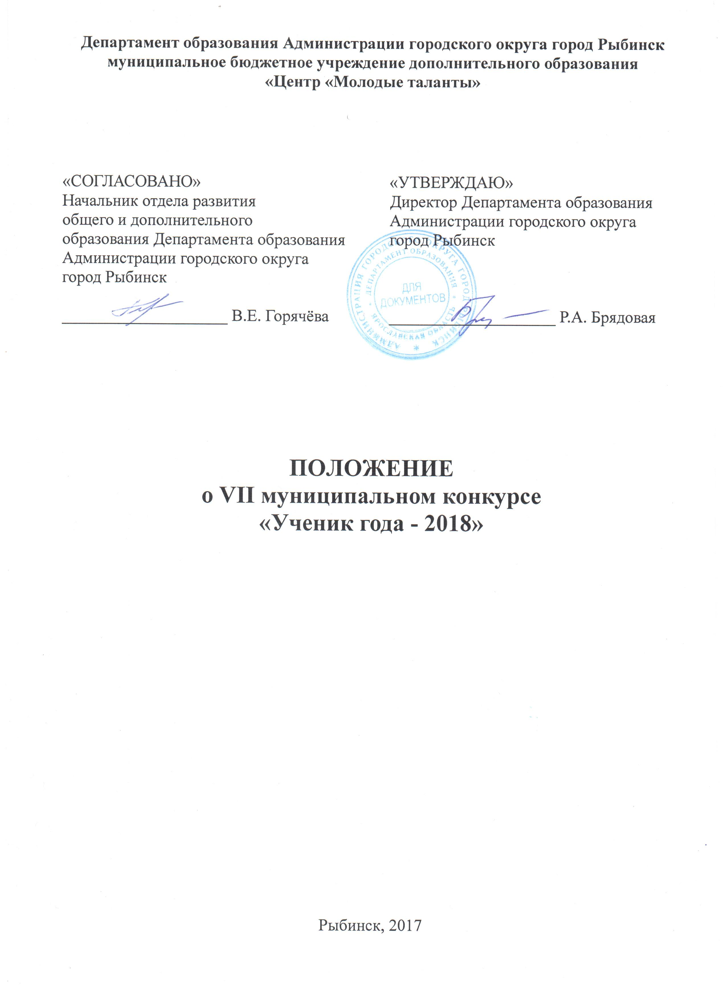 Департамент образования Администрации городского округа город Рыбинск
муниципальное бюджетное учреждение дополнительного образования
«Центр «Молодые таланты»
«СОГЛАСОВАНО»
Начальник отдела развития
общего и дополнительного
образования Департамента образования
Администрации городского округа
город Рыбинск
В.Е. Горячёва
«УТВЕРЖДАЮ»
Директор Департамента образования
Администрации городского округа
город Рыбинск
Р.А. Брядовая
АДМИНИСТРАЦИЯ ГОРОДСКОГО ОКРУГА ГОРОД РЫБИНСК
ДЕПАРТАМЕНТ ОБРАЗОВАНИЯ
ЯРОСЛАВСКАЯ ОБЛАСТЬ
ДЛЯ
ДОКУМЕНТОВ
ПОЛОЖЕНИЕ
о VII муниципальном конкурсе
«Ученик года - 2018»
Рыбинск, 2017